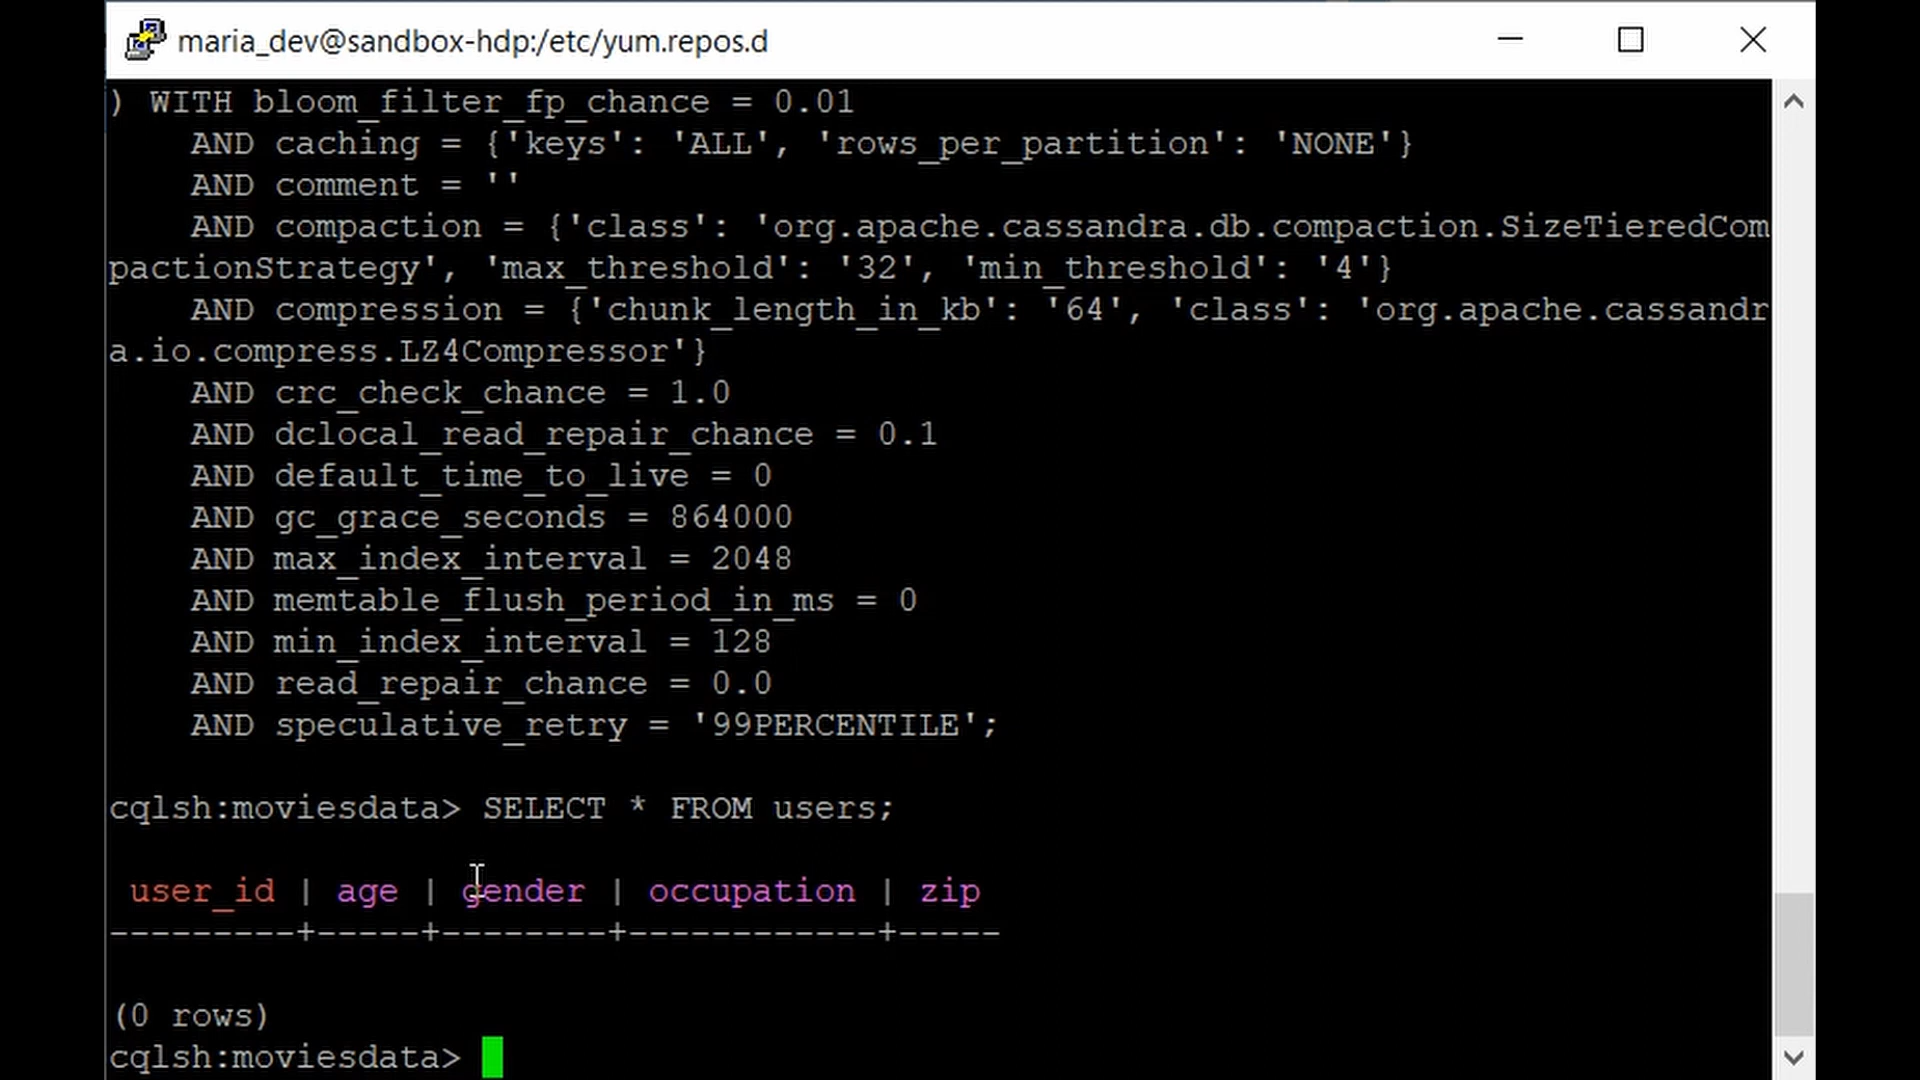 maria_dev@sandbox-hdp:/etc/yum.repos.d
) WITH bloom_filter_fp_chance = 0.01
    AND caching = {'keys': 'ALL', 'rows_per_partition': 'NONE'}
    AND comment = ''
    AND compaction = {'class': 'org.apache.cassandra.db.compaction.SizeTieredCom
pactionStrategy', 'max_threshold': '32', 'min_threshold': '4'}
    AND compression = {'chunk_length_in_kb': '64', 'class': 'org.apache.cassandr
a.io.compress.LZ4Compressor'}
    AND crc_check_chance = 1.0
    AND dclocal_read_repair_chance = 0.1
    AND default_time_to_live = 0
    AND gc_grace_seconds = 864000
    AND max_index_interval = 2048
    AND memtable_flush_period_in_ms = 0
    AND min_index_interval = 128
    AND read_repair_chance = 0.0
    AND speculative_retry = '99PERCENTILE';
cqlsh:moviesdata> SELECT * FROM users;
 user_id | age | gender | occupation | zip
---------+-----+--------+------------+-----
(0 rows)
cqlsh:moviesdata>